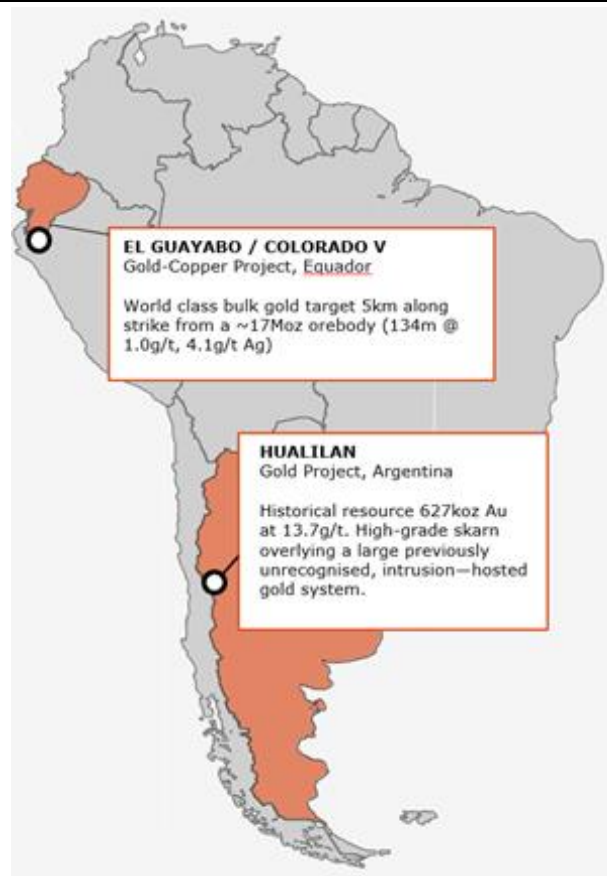 EL GUAYABO / COLORADO V
Gold-Copper Project, Equador
World class bulk gold target 5km along
strike from a ~17Moz orebody (134m @
1.0g/t, 4.1g/t Ag)
HUALILAN
Gold Project, Argentina
Historical resource 627koz Au
at 13.7g/t. High-grade skarn
overlying a large previously
unrecognised, intrusion—hosted
gold system.